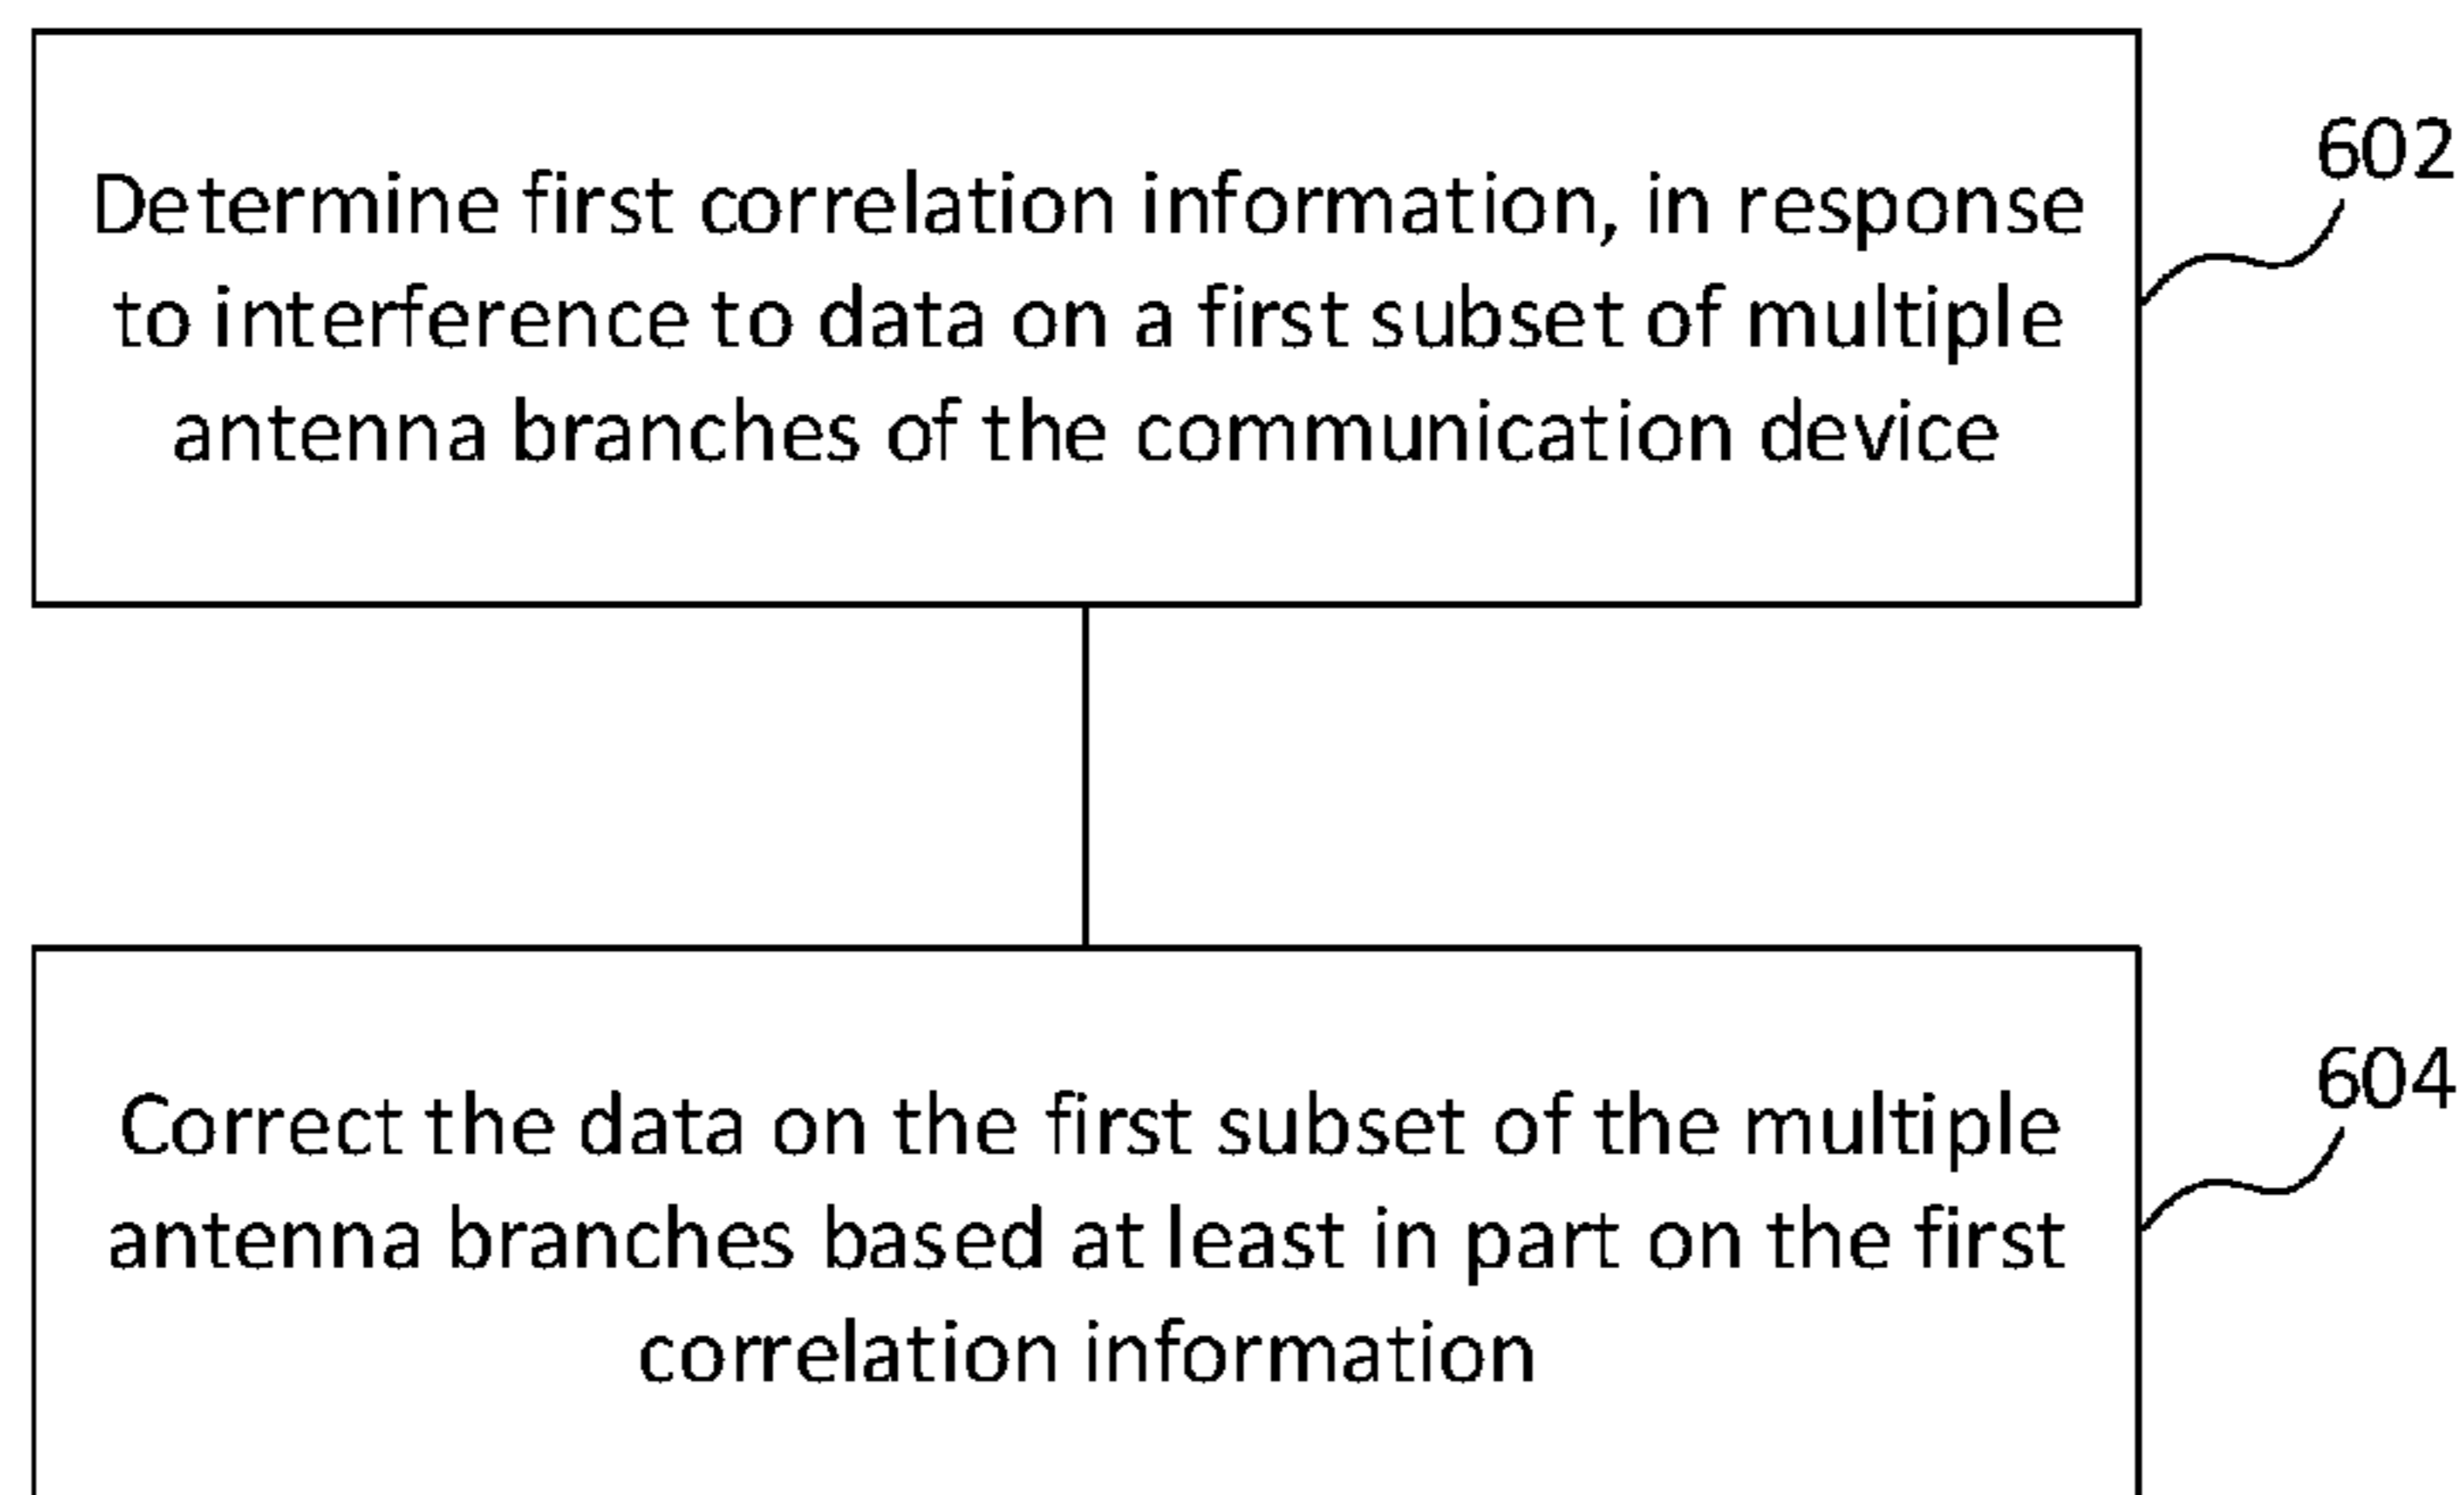 Determine first correlation information, in response
to interference to data on a first subset of multiple
antenna branches of the communication device
602
Correct the data on the first subset of the multiple
antenna branches based at least in part on the first
correlation information
604